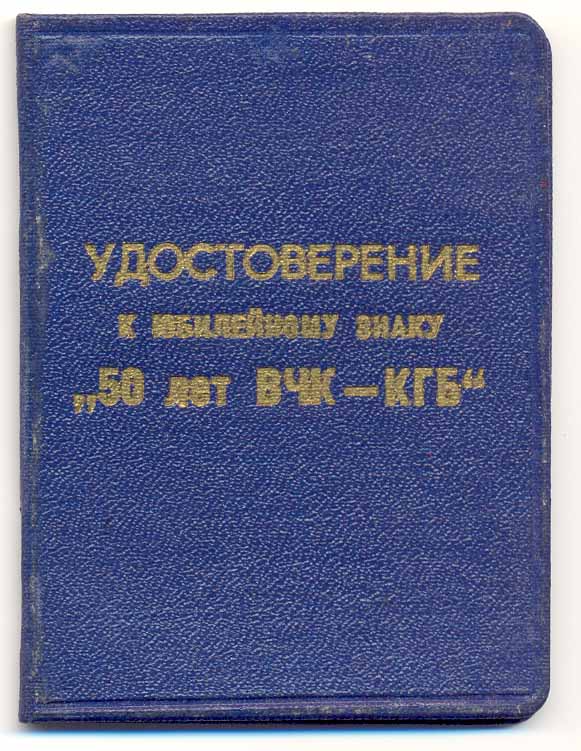 УДОСТОВЕРЕНИЕ
К ЮБИЛЕЙНОМУ ЗНАКУ
„50 лет ВЧК—КГБ“